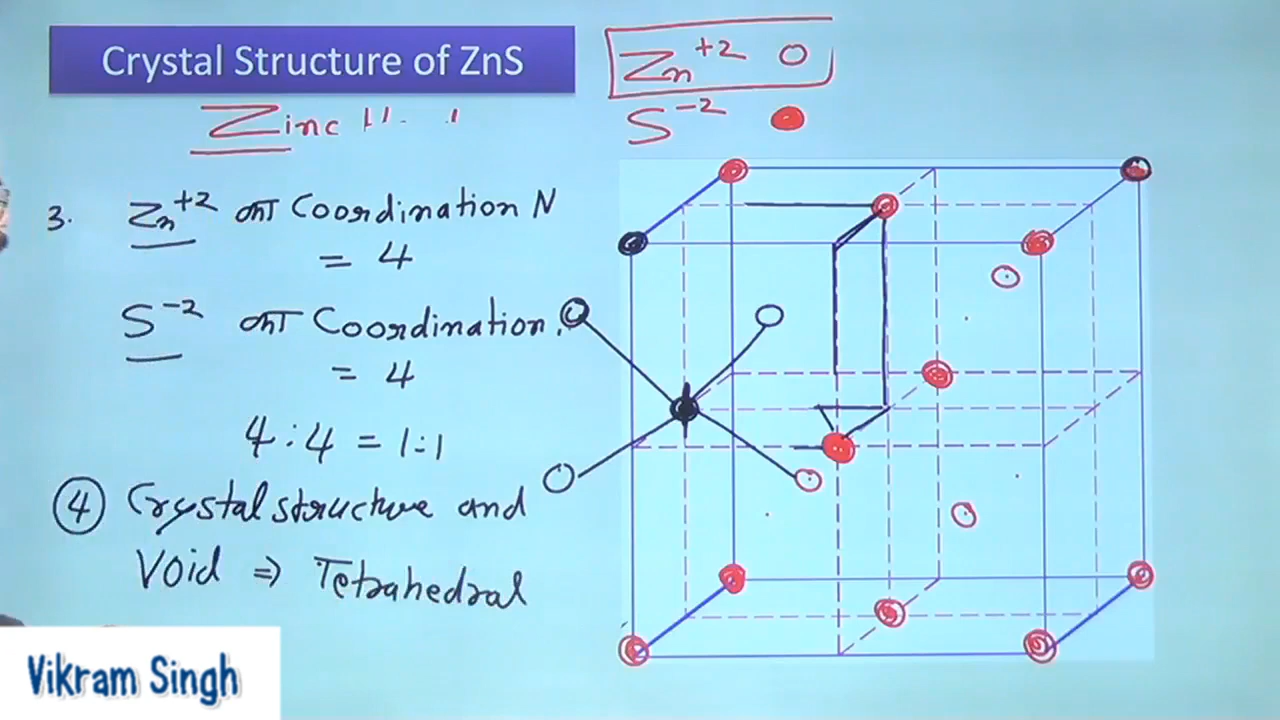 Crystal Structure of ZnS
Zn+2
Zinc
S-2
3. Zn+2 का Coordination N
= 4
S-2 का Coordination.
= 4
4:4 = 1:1
④ Crystal structure and
Void ⇒ Tetrahedral
Vikram Singh